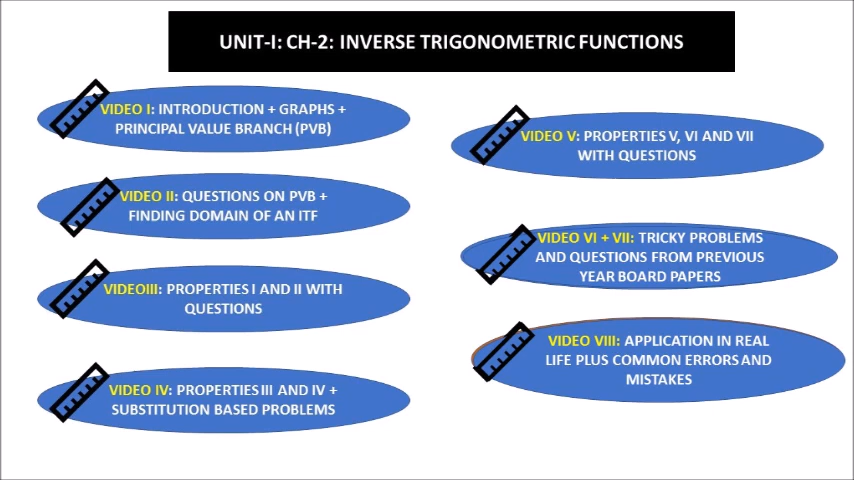 UNIT-I: CH-2: INVERSE TRIGONOMETRIC FUNCTIONS
VIDEO I: INTRODUCTION + GRAPHS +
PRINCIPAL VALUE BRANCH (PVB)
VIDEO II: QUESTIONS ON PVB +
FINDING DOMAIN OF AN ITF
VIDEOIII: PROPERTIES I AND II WITH
QUESTIONS
VIDEO IV: PROPERTIES III AND IV +
SUBSTITUTION BASED PROBLEMS
VIDEO V: PROPERTIES V, VI AND VII
WITH QUESTIONS
VIDEO VI + VII: TRICKY PROBLEMS
AND QUESTIONS FROM PREVIOUS
YEAR BOARD PAPERS
VIDEO VIII: APPLICATION IN REAL
LIFE PLUS COMMON ERRORS AND
MISTAKES